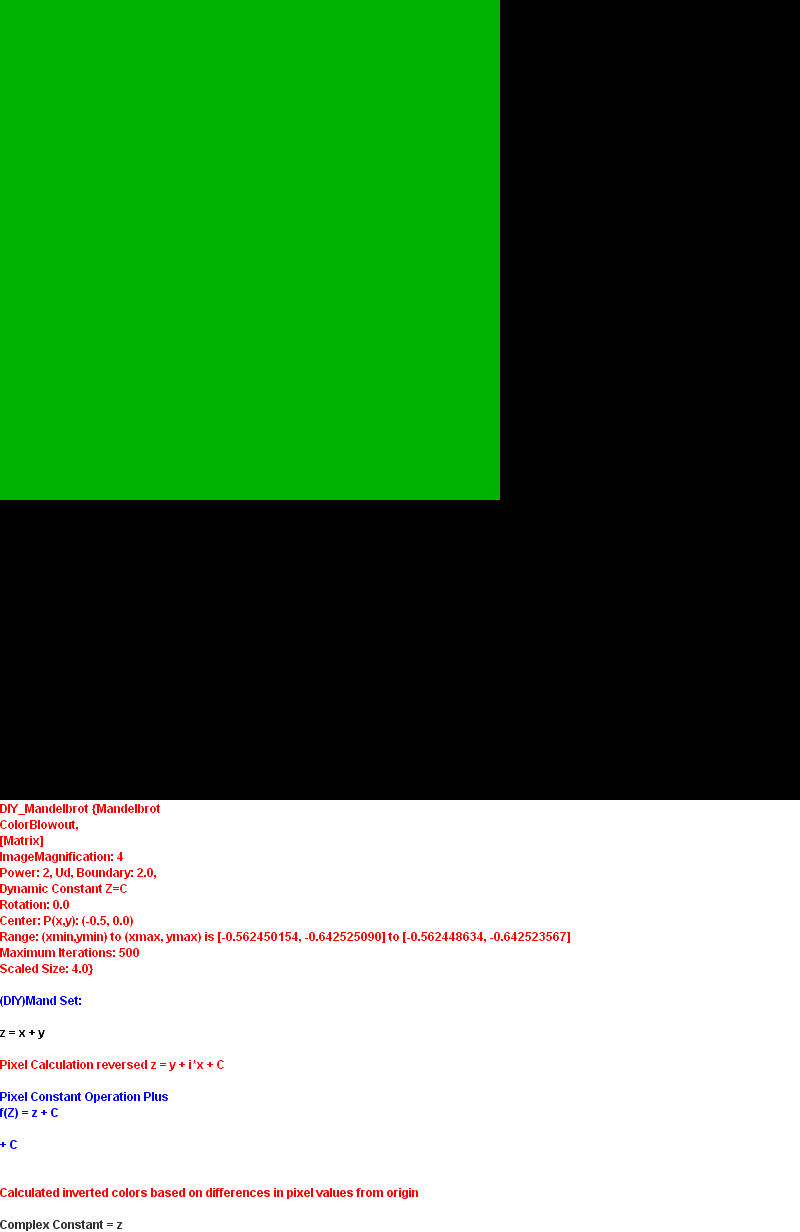 DIY_Mandelbrot {Mandelbrot
ColorBlowout,
[Matrix]
ImageMagnification: 4
Power: 2, Ud, Boundary: 2.0,
Dynamic Constant Z=C
Rotation: 0.0
Center: P(x,y): (-0.5, 0.0)
Range: (xmin,ymin) to (xmax, ymax) is [-0.562450154, -0.642525090] to [-0.562448634, -0.642523567]
Maximum Iterations: 500
Scaled Size: 4.0}
(DIY)Mand Set:
z = x + y
Pixel Calculation reversed z = y + i*x + C
Pixel Constant Operation Plus
f(Z) = z + C
+ C
Calculated inverted colors based on differences in pixel values from origin
Complex Constant = z